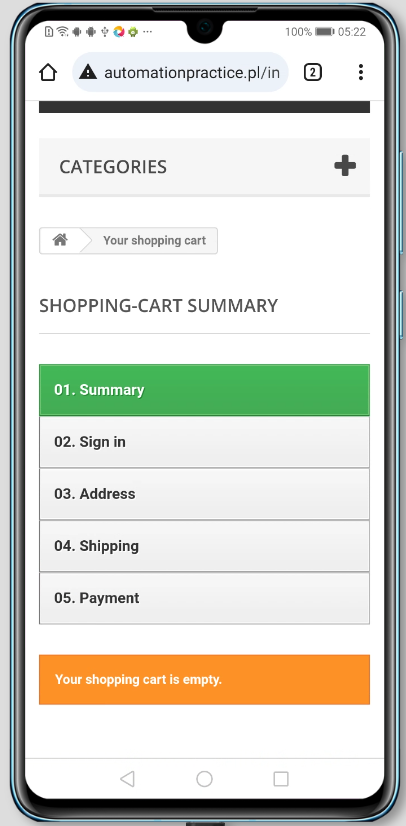 100% 05:22
automationpractice.pl/in
2
CATEGORIES
Your shopping cart
SHOPPING-CART SUMMARY
01. Summary
02. Sign in
03. Address
04. Shipping
05. Payment
Your shopping cart is empty.